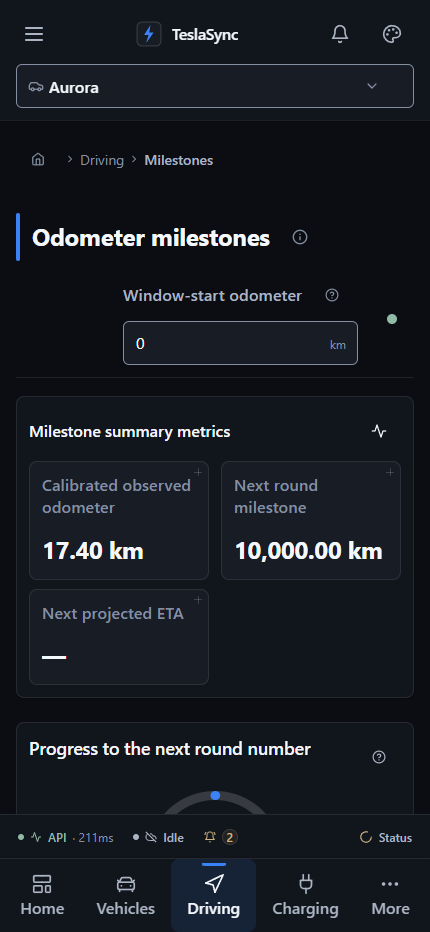 TeslaSync
Aurora
Driving
Milestones
Odometer milestones
Window-start odometer
0
km
Milestone summary metrics
Calibrated observed
odometer
17.40 km
Next round
milestone
10,000.00 km
Next projected ETA
—
Progress to the next round number
API · 211ms
Idle
2
Status
Home
Vehicles
Driving
Charging
More